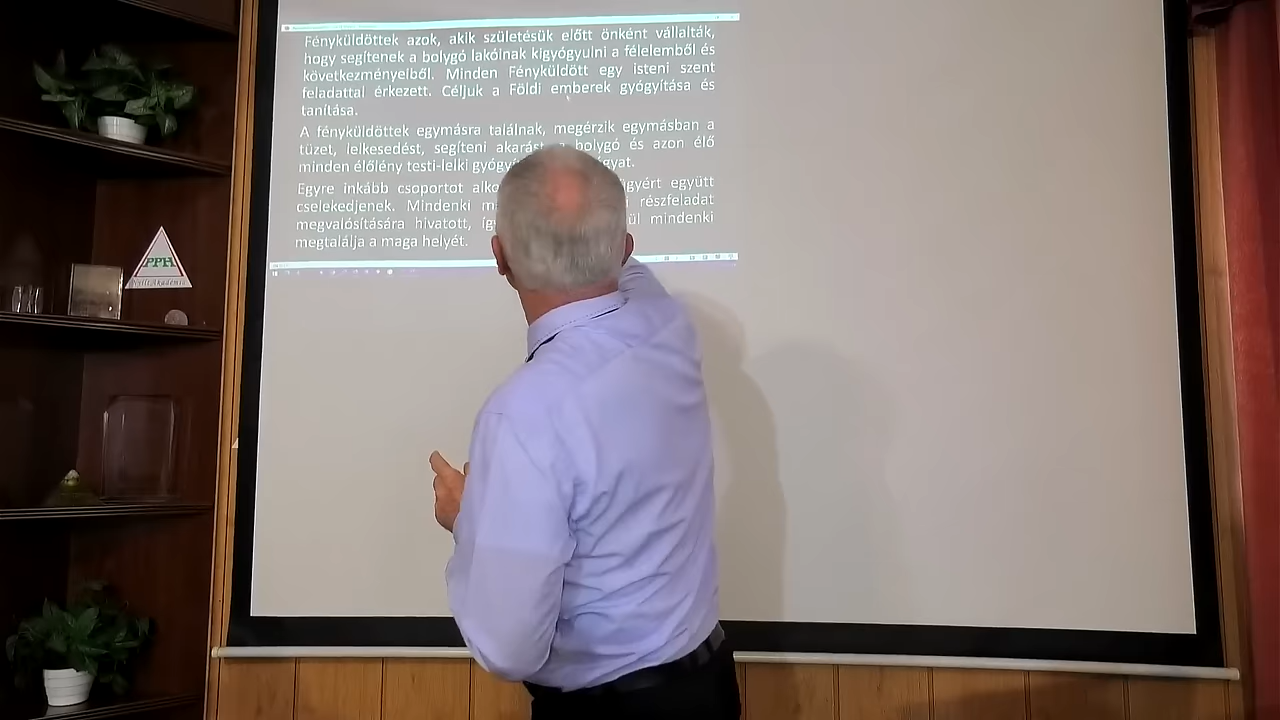 Fényküldöttek azok, akik születésük előtt önként vállalták,
hogy segítenek a bolygó lakóinak kigyógyulni a félelemből és
következményeiből. Minden Fényküldött egy isteni szent
feladattal érkezett. Céljuk a Földi emberek gyógyítása és
tanítása.
A fényküldöttek egymásra találnak, megérzik egymásban a
tüzet, lelkesedést, segíteni akarást a bolygó és azon élő
minden élőlény testi-lelki
Egyre inkább csoportot együtt
cselekedjenek. Mindenki részfeladat
megvalósítására hivatott, mindenki
megtalálja a maga helyét.
PPH